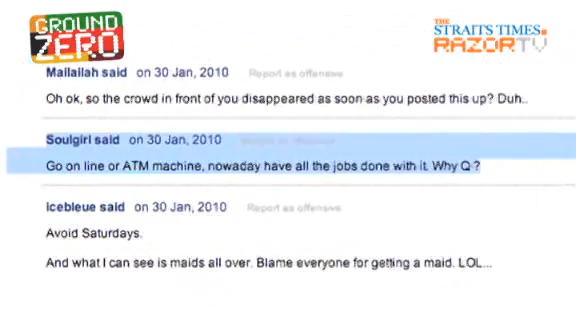 GROUND
ZERO
THE
STRAITS TIMES
RAZORTV
Mallallah said on 30 Jan, 2010 Report as offensive
Oh ok, so the crowd in front of you disappeared as soon as you posted this up? Duh..
Soulgirl said on 30 Jan, 2010 Report as offensive
Go on line or ATM machine, nowaday have all the jobs done with it. Why Q ?
icebleue said on 30 Jan, 2010 Report as offensive
Avoid Saturdays.
And what I can see is maids all over. Blame everyone for getting a maid. LOL...